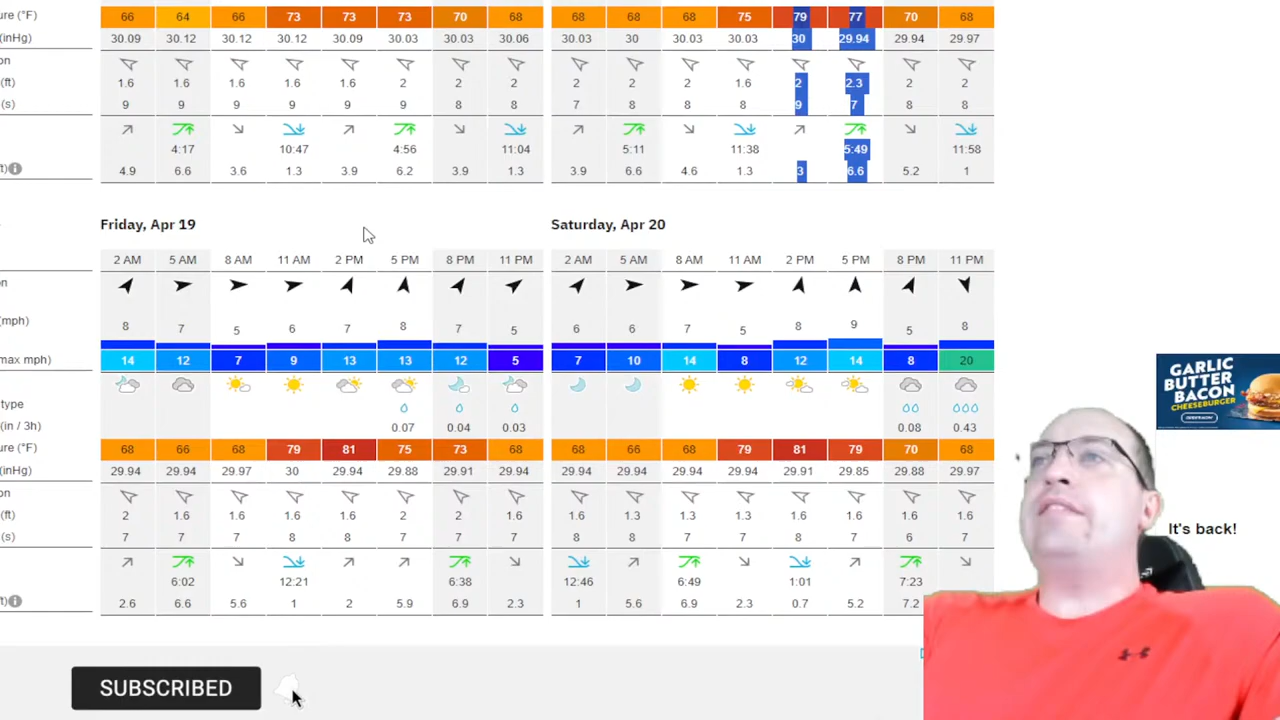 ure (°F) 66 64 66 73 73 73 70 68 68 68 68 75 79 77 70 68
(inHg) 30.09 30.12 30.12 30.12 30.09 30.03 30.03 30.06 30.03 30 30.03 30.03 30 29.94 29.94 29.97
on
(ft) 1.6 1.6 1.6 1.6 1.6 2 2 2 2 2 2 1.6 2 2.3 2 2
(s) 9 9 9 9 9 9 8 8 7 8 8 8 9 7 8 8
4:17 10:47 4:56 11:04 5:11 11:38 5:49 11:58
ft) 4.9 6.6 3.6 1.3 3.9 6.2 3.9 1.3 3.9 6.6 4.6 1.3 3 6.6 5.2 1
Friday, Apr 19 Saturday, Apr 20
2 AM 5 AM 8 AM 11 AM 2 PM 5 PM 8 PM 11 PM 2 AM 5 AM 8 AM 11 AM 2 PM 5 PM 8 PM 11 PM
on
(mph) 8 7 5 6 7 8 7 5 6 6 7 5 8 9 5 8
max mph) 14 12 7 9 13 13 12 5 7 10 14 8 12 14 8 20
type
(in / 3h) 0.07 0.04 0.03 0.08 0.43
ure (°F) 68 66 68 79 81 75 73 68 68 66 68 79 81 79 70 68
(inHg) 29.94 29.94 29.97 30 29.94 29.88 29.91 29.94 29.94 29.94 29.94 29.94 29.91 29.85 29.88 29.97
on
(ft) 2 1.6 1.6 1.6 1.6 2 2 1.6 1.6 1.3 1.3 1.3 1.6 1.6 1.6 1.6
(s) 7 7 7 8 8 7 7 7 8 8 7 7 8 7 6 7
6:02 12:21 6:38 12:46 6:49 1:01 7:23
ft) 2.6 6.6 5.6 1 2 5.9 6.9 2.3 1 5.6 6.9 2.3 0.7 5.2 7.2
GARLIC
BUTTER
BACON
CHEESEBURGER
It's back!
SUBSCRIBED